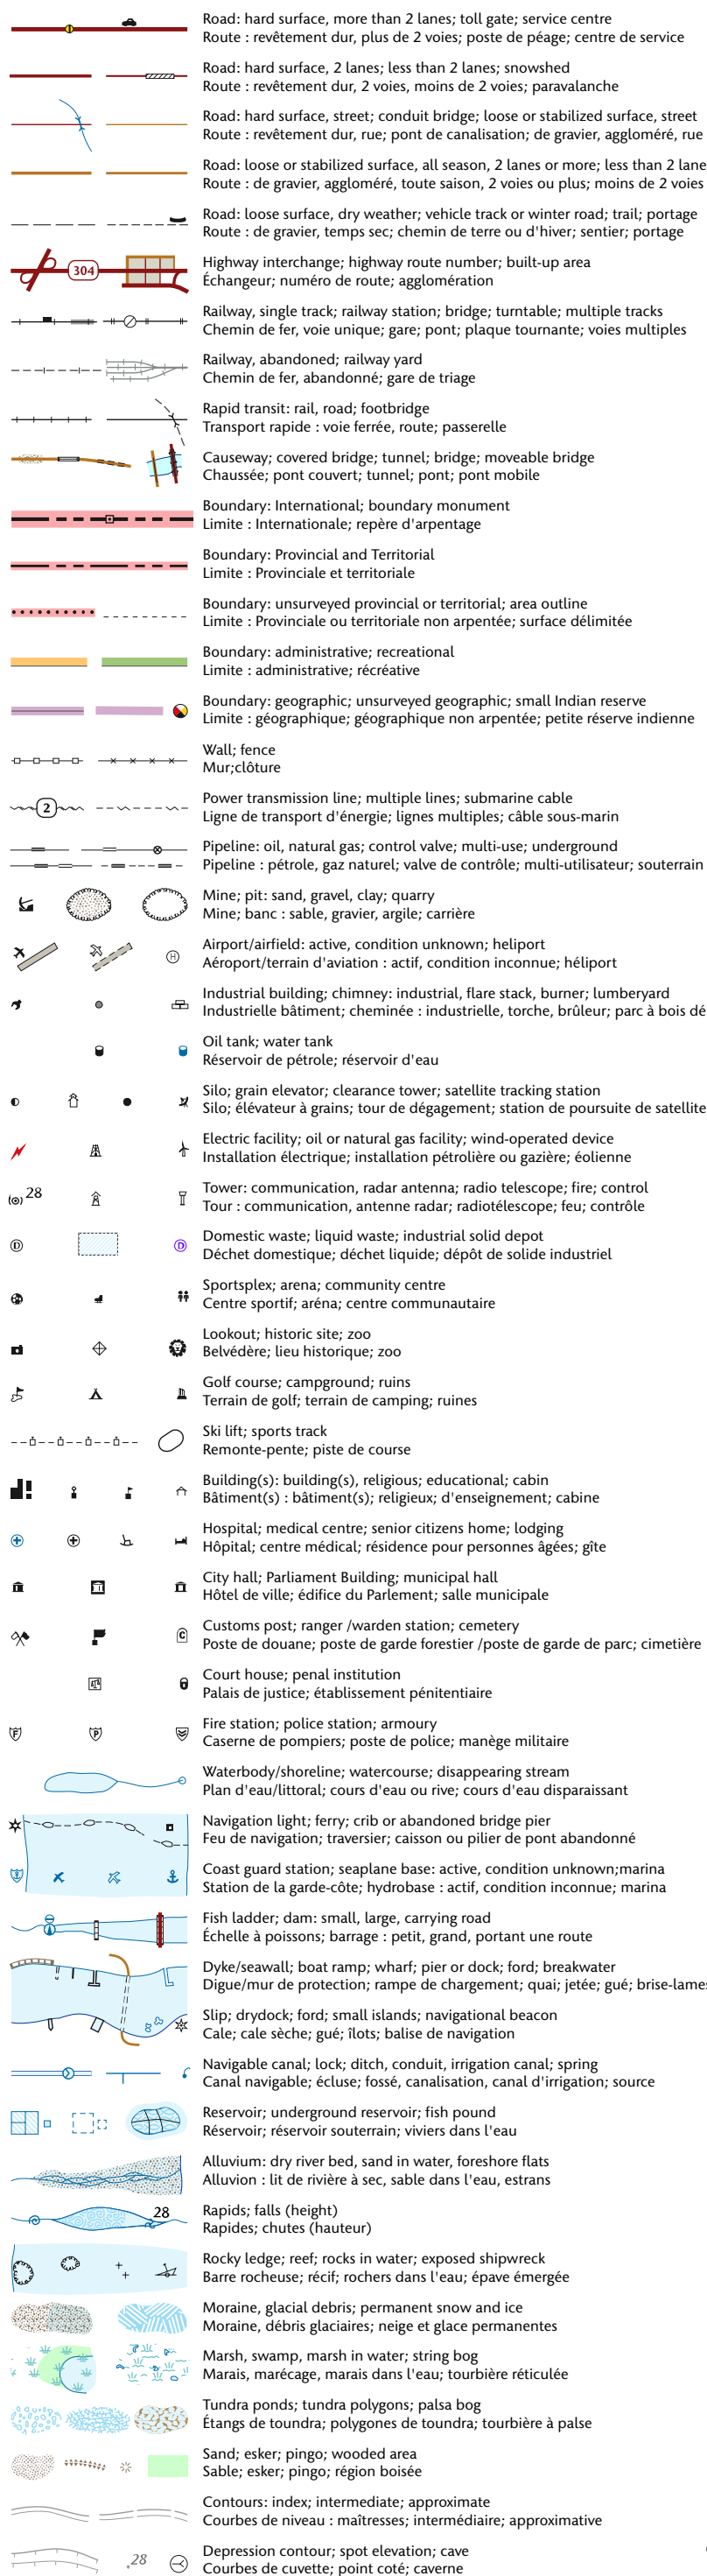 Road: hard surface, more than 2 lanes; toll gate; service centre
Route : revêtement dur, plus de 2 voies; poste de péage; centre de service
Road: hard surface, 2 lanes; less than 2 lanes; snowshed
Route : revêtement dur, 2 voies, moins de 2 voies; paravalanche
Road: hard surface, street; conduit bridge; loose or stabilized surface, street
Route : revêtement dur, rue; pont de canalisation; de gravier, aggloméré, rue
Road: loose or stabilized surface, all season, 2 lanes or more; less than 2 lane
Route : de gravier, aggloméré, toute saison, 2 voies ou plus; moins de 2 voies
Road: loose surface, dry weather; vehicle track or winter road; trail; portage
Route : de gravier, temps sec; chemin de terre ou d'hiver; sentier; portage
304
Highway interchange; highway route number; built-up area
Échangeur; numéro de route; agglomération
Railway, single track; railway station; bridge; turntable; multiple tracks
Chemin de fer, voie unique; gare; pont; plaque tournante; voies multiples
Railway, abandoned; railway yard
Chemin de fer, abandonné; gare de triage
Rapid transit: rail, road; footbridge
Transport rapide : voie ferrée, route; passerelle
Causeway; covered bridge; tunnel; bridge; moveable bridge
Chaussée; pont couvert; tunnel; pont; pont mobile
Boundary: International; boundary monument
Limite : Internationale; repère d'arpentage
Boundary: Provincial and Territorial
Limite : Provinciale et territoriale
Boundary: unsurveyed provincial or territorial; area outline
Limite : Provinciale ou territoriale non arpentée; surface délimitée
Boundary: administrative; recreational
Limite : administrative; récréative
Boundary: geographic; unsurveyed geographic; small Indian reserve
Limite : géographique; géographique non arpentée; petite réserve indienne
Wall; fence
Mur;clôture
2
Power transmission line; multiple lines; submarine cable
Ligne de transport d'énergie; lignes multiples; câble sous-marin
Pipeline: oil, natural gas; control valve; multi-use; underground
Pipeline : pétrole, gaz naturel; valve de contrôle; multi-utilisateur; souterrain
Mine; pit: sand, gravel, clay; quarry
Mine; banc : sable, gravier, argile; carrière
H
Airport/airfield: active, condition unknown; heliport
Aéroport/terrain d'aviation : actif, condition inconnue; héliport
Industrial building; chimney: industrial, flare stack, burner; lumberyard
Industrielle bâtiment; cheminée : industrielle, torche, brûleur; parc à bois dé
Oil tank; water tank
Réservoir de pétrole; réservoir d'eau
Silo; grain elevator; clearance tower; satellite tracking station
Silo; élévateur à grains; tour de dégagement; station de poursuite de satellite
Electric facility; oil or natural gas facility; wind-operated device
Installation électrique; installation pétrolière ou gazière; éolienne
28
Tower: communication, radar antenna; radio telescope; fire; control
Tour : communication, antenne radar; radiotélescope; feu; contrôle
D D
Domestic waste; liquid waste; industrial solid depot
Déchet domestique; déchet liquide; dépôt de solide industriel
Sportsplex; arena; community centre
Centre sportif; aréna; centre communautaire
Lookout; historic site; zoo
Belvédère; lieu historique; zoo
Golf course; campground; ruins
Terrain de golf; terrain de camping; ruines
Ski lift; sports track
Remonte-pente; piste de course
Building(s): building(s), religious; educational; cabin
Bâtiment(s) : bâtiment(s); religieux; d'enseignement; cabine
Hospital; medical centre; senior citizens home; lodging
Hôpital; centre médical; résidence pour personnes âgées; gîte
City hall; Parliament Building; municipal hall
Hôtel de ville; édifice du Parlement; salle municipale
C
Customs post; ranger /warden station; cemetery
Poste de douane; poste de garde forestier /poste de garde de parc; cimetière
Court house; penal institution
Palais de justice; établissement pénitentiaire
F P
Fire station; police station; armoury
Caserne de pompiers; poste de police; manège militaire
Waterbody/shoreline; watercourse; disappearing stream
Plan d'eau/littoral; cours d'eau ou rive; cours d'eau disparaissant
Navigation light; ferry; crib or abandoned bridge pier
Feu de navigation; traversier; caisson ou pilier de pont abandonné
Coast guard station; seaplane base: active, condition unknown;marina
Station de la garde-côte; hydrobase : actif, condition inconnue; marina
Fish ladder; dam: small, large, carrying road
Échelle à poissons; barrage : petit, grand, portant une route
Dyke/seawall; boat ramp; wharf; pier or dock; ford; breakwater
Digue/mur de protection; rampe de chargement; quai; jetée; gué; brise-lames
Slip; drydock; ford; small islands; navigational beacon
Cale; cale sèche; gué; îlots; balise de navigation
Navigable canal; lock; ditch, conduit, irrigation canal; spring
Canal navigable; écluse; fossé, canalisation, canal d'irrigation; source
Reservoir; underground reservoir; fish pound
Réservoir; réservoir souterrain; viviers dans l'eau
Alluvium: dry river bed, sand in water, foreshore flats
Alluvion : lit de rivière à sec, sable dans l'eau, estrans
28
Rapids; falls (height)
Rapides; chutes (hauteur)
Rocky ledge; reef; rocks in water; exposed shipwreck
Barre rocheuse; récif; rochers dans l'eau; épave émergée
Moraine, glacial debris; permanent snow and ice
Moraine, débris glaciaires; neige et glace permanentes
Marsh, swamp, marsh in water; string bog
Marais, marécage, marais dans l'eau; tourbière réticulée
Tundra ponds; tundra polygons; palsa bog
Étangs de toundra; polygones de toundra; tourbière à palse
Sand; esker; pingo; wooded area
Sable; esker; pingo; région boisée
Contours: index; intermediate; approximate
Courbes de niveau : maîtresses; intermédiaire; approximative
.28
Depression contour; spot elevation; cave
Courbes de cuvette; point coté; caverne